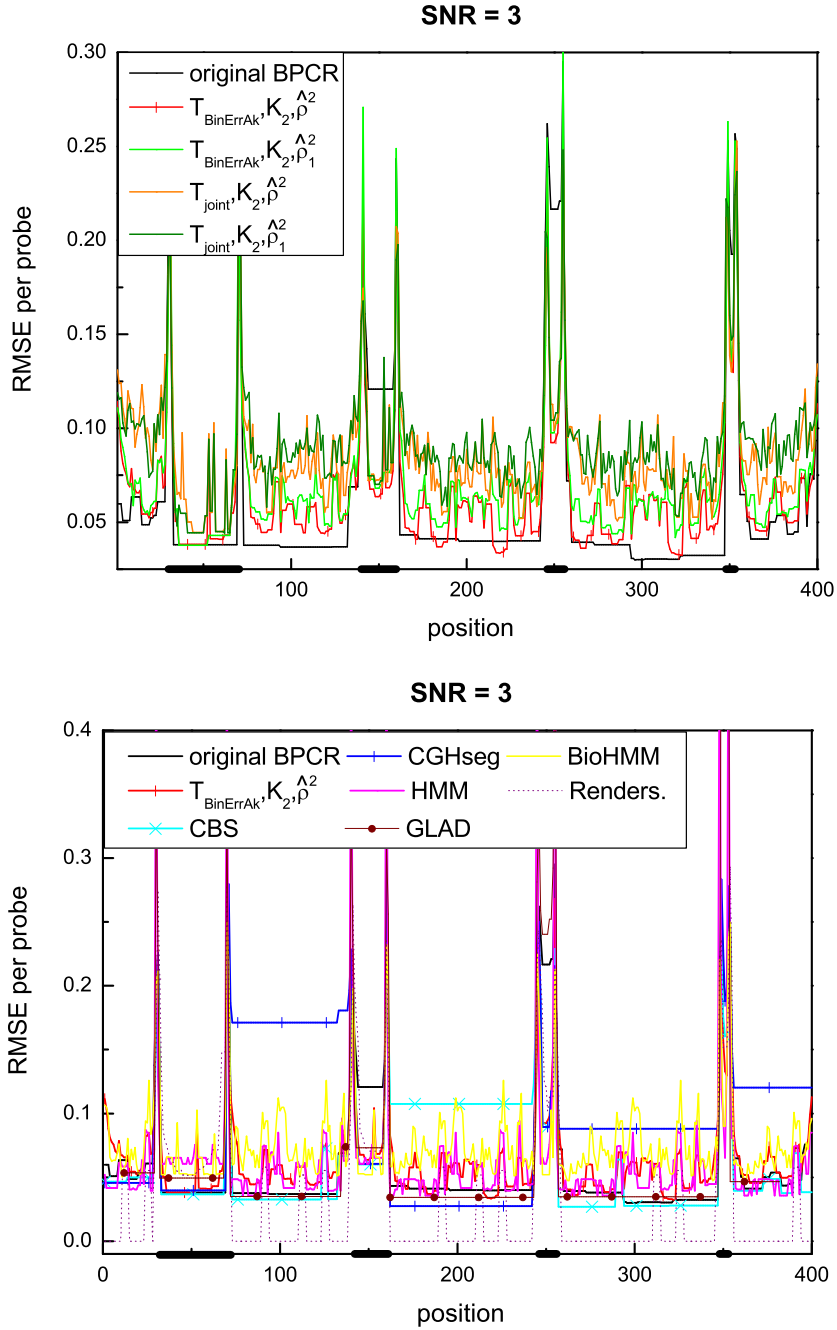 SNR = 3
0.30
0.25
0.20
0.15
0.10
0.05
RMSE per probe
original BPCR
T_BinErrAk,K_2,ρ̂^2
T_BinErrAk,K_2,ρ̂_1^2
T_joint,K_2,ρ̂^2
T_joint,K_2,ρ̂_1^2
100 200 300 400
position
SNR = 3
0.4
0.3
0.2
0.1
0.0
RMSE per probe
original BPCR CGHseg BioHMM
T_BinErrAk,K_2,ρ̂^2 HMM Renders.
CBS GLAD
0 100 200 300 400
position